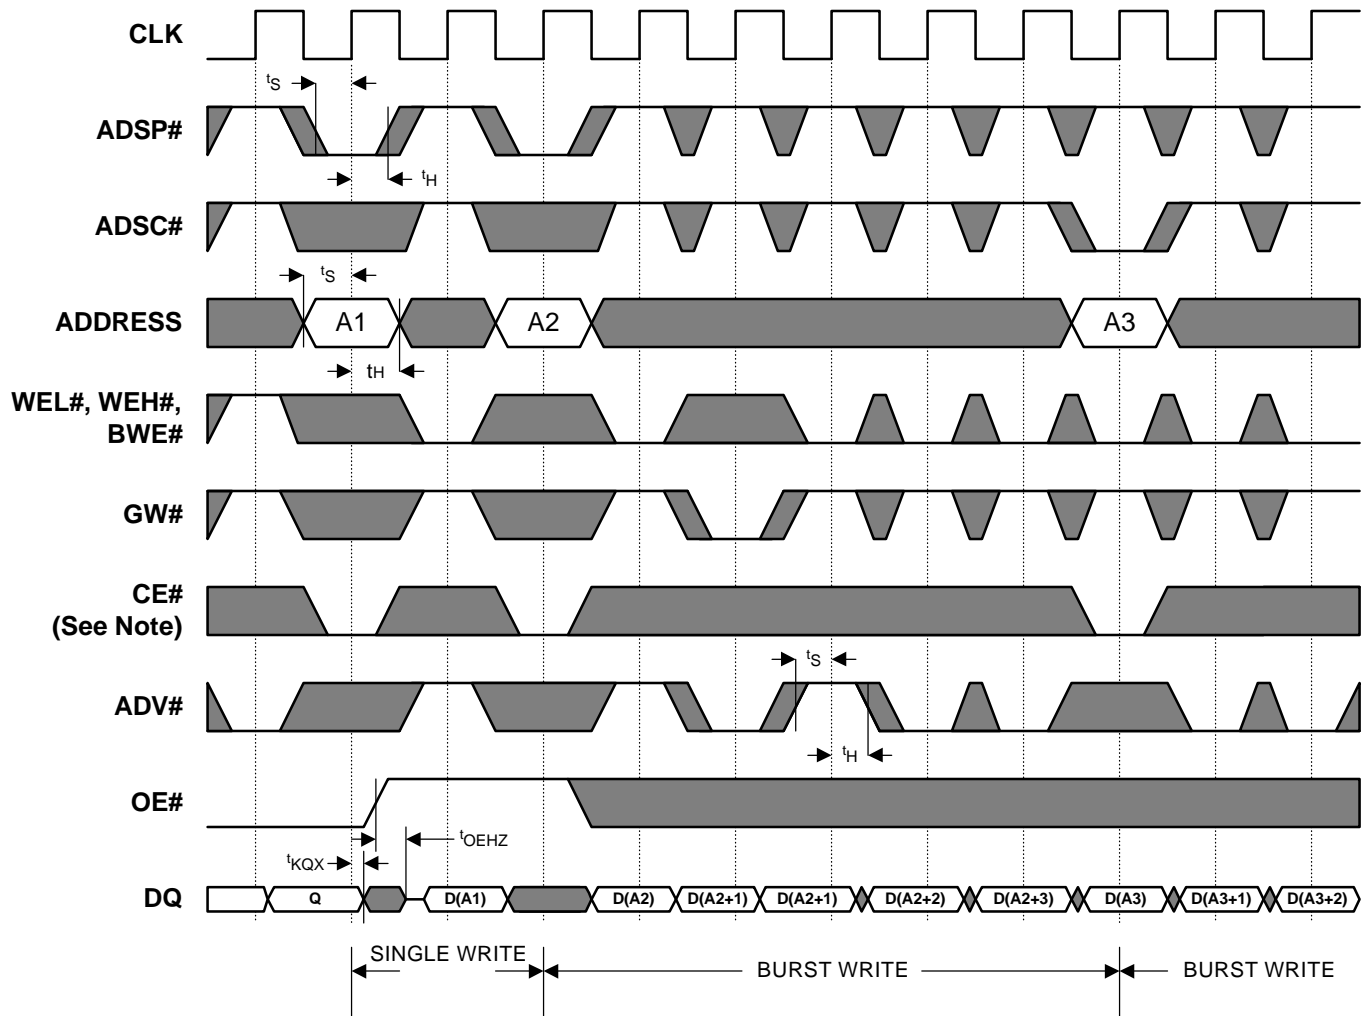 CLK
tS
ADSP#
tH
ADSC#
tS
ADDRESS A1 A2 A3
tH
WEL#, WEH#,
BWE#
GW#
CE#
(See Note)
tS
ADV#
tH
OE#
tOEHZ
tKQX
DQ Q D(A1) D(A2) D(A2+1) D(A2+1) D(A2+2) D(A2+3) D(A3) D(A3+1) D(A3+2)
SINGLE WRITE BURST WRITE BURST WRITE